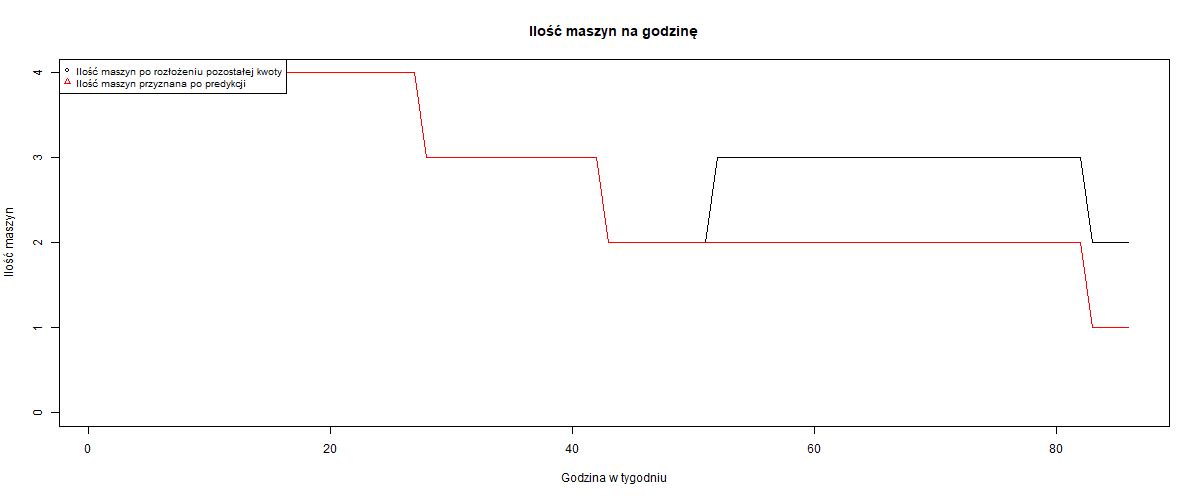 Ilość maszyn na godzinę
Ilość maszyn po rozłożeniu pozostałej kwoty
Ilość maszyn przyznana po predykcji
4
3
2
1
0
Ilość maszyn
0 20 40 60 80
Godzina w tygodniu